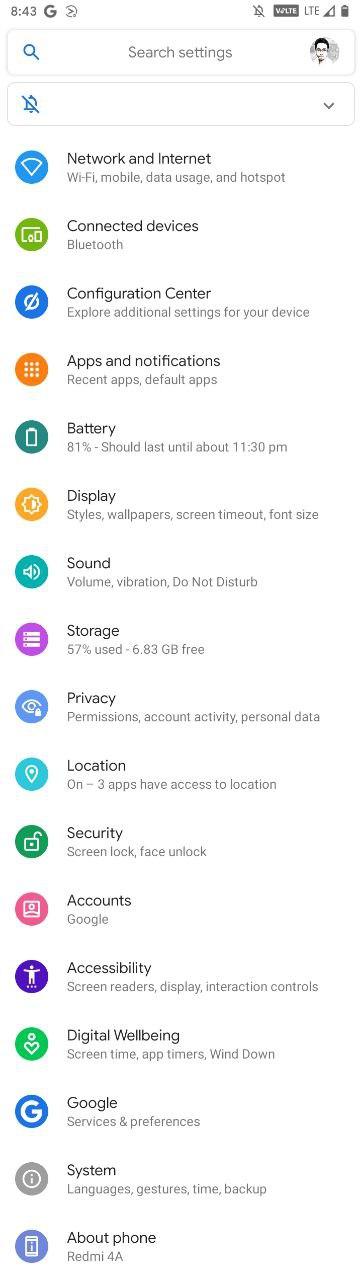 8:43 G VoLTE LTE
Search settings
Network and Internet
Wi-Fi, mobile, data usage, and hotspot
Connected devices
Bluetooth
Configuration Center
Explore additional settings for your device
Apps and notifications
Recent apps, default apps
Battery
81% - Should last until about 11:30 pm
Display
Styles, wallpapers, screen timeout, font size
Sound
Volume, vibration, Do Not Disturb
Storage
57% used - 6.83 GB free
Privacy
Permissions, account activity, personal data
Location
On – 3 apps have access to location
Security
Screen lock, face unlock
Accounts
Google
Accessibility
Screen readers, display, interaction controls
Digital Wellbeing
Screen time, app timers, Wind Down
Google
Services & preferences
System
Languages, gestures, time, backup
About phone
Redmi 4A